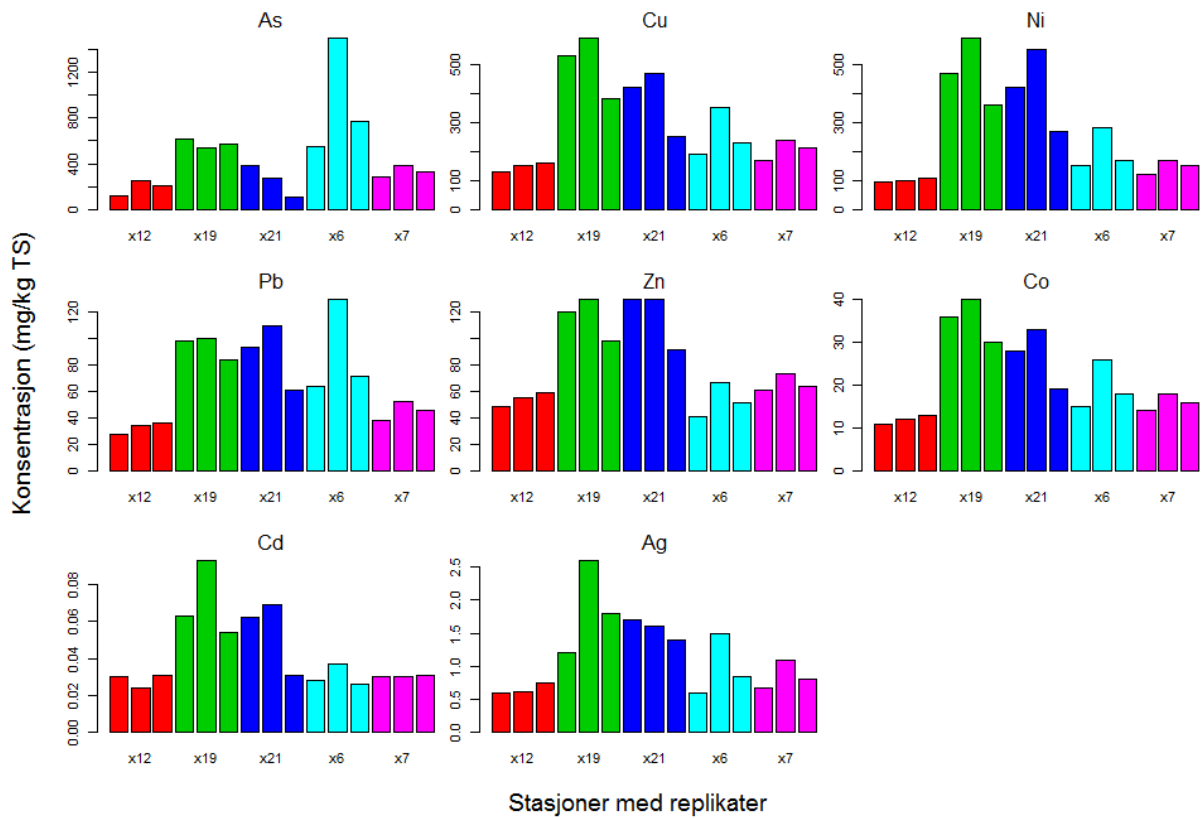 As Cu Ni
Konsentrasjon (mg/kg TS)
0 400 800 1200
x12 x19 x21 x6 x7
0 100 300 500
x12 x19 x21 x6 x7
0 100 300 500
x12 x19 x21 x6 x7
Pb Zn Co
0 20 40 60 80 120
x12 x19 x21 x6 x7
0 20 40 60 80 120
x12 x19 x21 x6 x7
0 10 20 30 40
x12 x19 x21 x6 x7
Cd Ag
0.00 0.02 0.04 0.06 0.08
x12 x19 x21 x6 x7
0.0 0.5 1.0 1.5 2.0 2.5
x12 x19 x21 x6 x7
Stasjoner med replikater